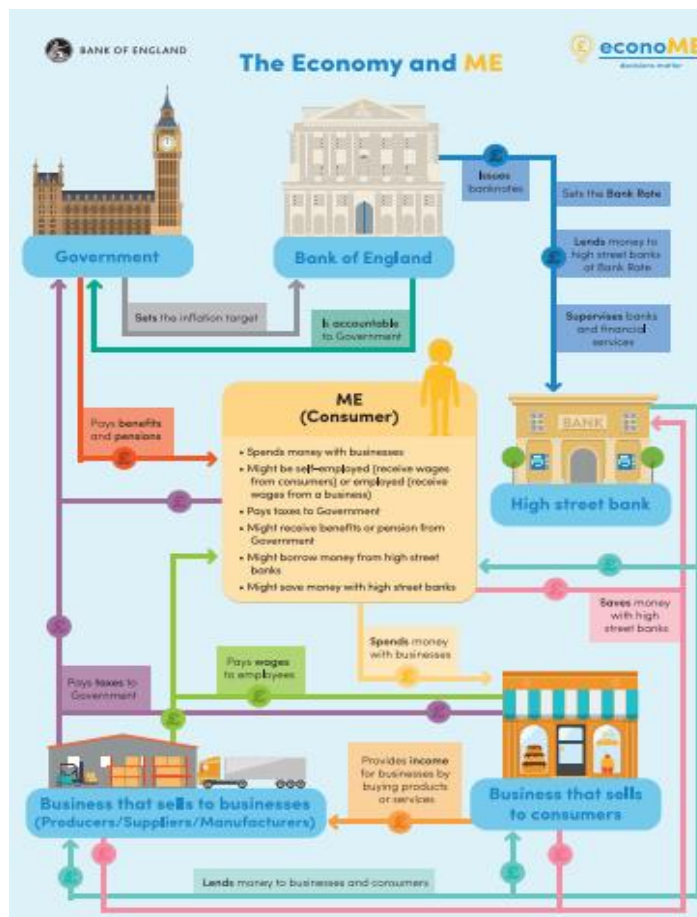 BANK OF ENGLAND
The Economy and ME
econoME
decisions matter
Government
Bank of England
Issues
banknotes
Sets the Bank Rate
Lends money to
high street banks
at Bank Rate
Supervises banks
and financial
services
Sets the inflation target
Is accountable
to Government
Pays benefits
and pensions
£
ME
(Consumer)
• Spends money with businesses
• Might be self-employed (receive wages
from consumers) or employed (receive
wages from a business)
• Pays taxes to Government
• Might receive benefits or pension from
Government
• Might borrow money from high street
banks
• Might save money with high street banks
BANK
High street bank
Saves money
with high
street banks
Spends money
with businesses
Pays wages
to employees
Pays taxes to
Government
Provides income
for businesses by
buying products
or services
Business that sells to businesses
(Producers/Suppliers/Manufacturers)
Business that sells
to consumers
Lends money to businesses and consumers